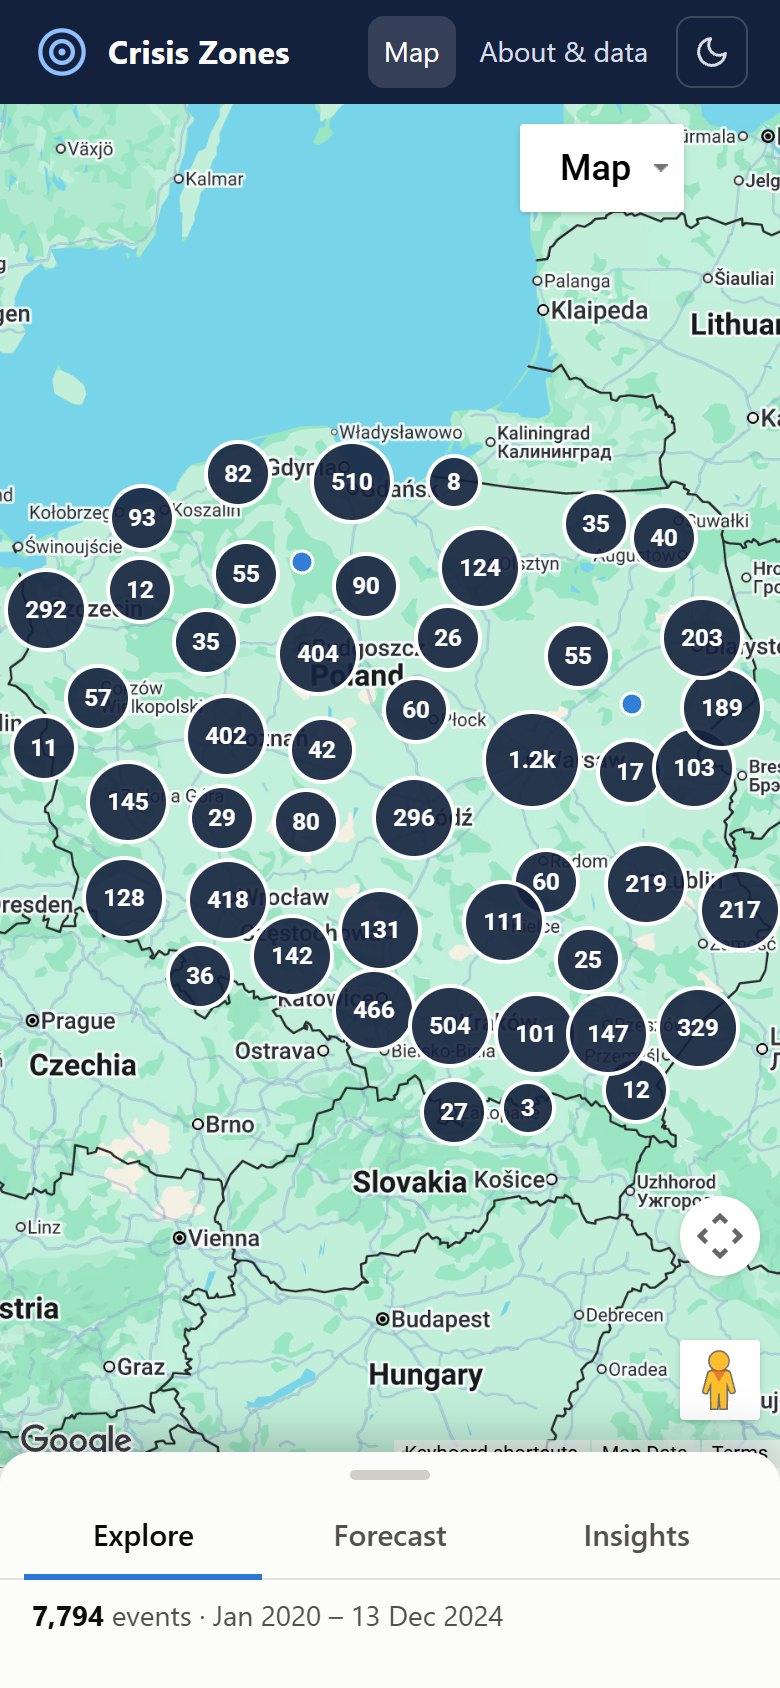 Crisis Zones
Map
About & data
Map
Växjö
Kalmar
Palanga
Šiauliai
Klaipeda
Władysławowo
Kaliningrad
Калининград
82
510
8
93
Koszalin
35
40
Suwałki
Świnoujście
55
124
12
90
292
35
404
26
55
203
Poland
57
60
Płock
189
402
42
11
1.2k
17
103
145
29
80
296
60
219
128
418
Wrocław
217
111
131
142
25
36
466
504
101
147
329
Prague
Ostrava
Czechia
12
27
3
Brno
Slovakia
Košice
Uzhhorod
Linz
Vienna
Budapest
Debrecen
Graz
Hungary
Oradea
Google
Explore
Forecast
Insights
7,794 events · Jan 2020 – 13 Dec 2024